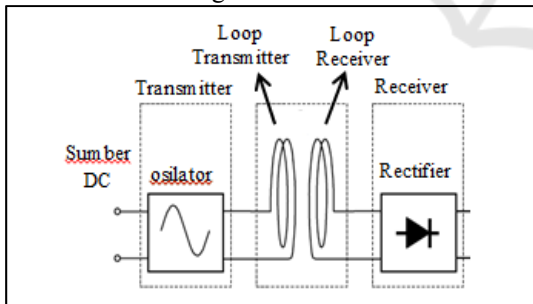 Loop
Transmitter
Loop
Receiver
Transmitter
Receiver
Sumber
DC
osilator
Rectifier